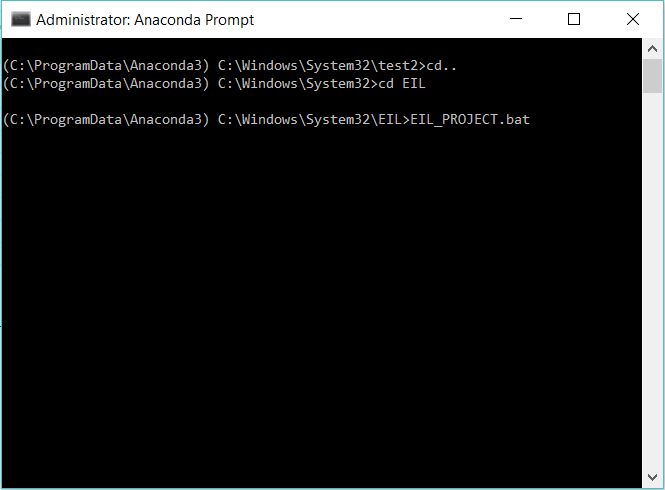 Administrator: Anaconda Prompt
(C:\ProgramData\Anaconda3) C:\Windows\System32\test2>cd..
(C:\ProgramData\Anaconda3) C:\Windows\System32>cd EIL
(C:\ProgramData\Anaconda3) C:\Windows\System32\EIL>EIL_PROJECT.bat